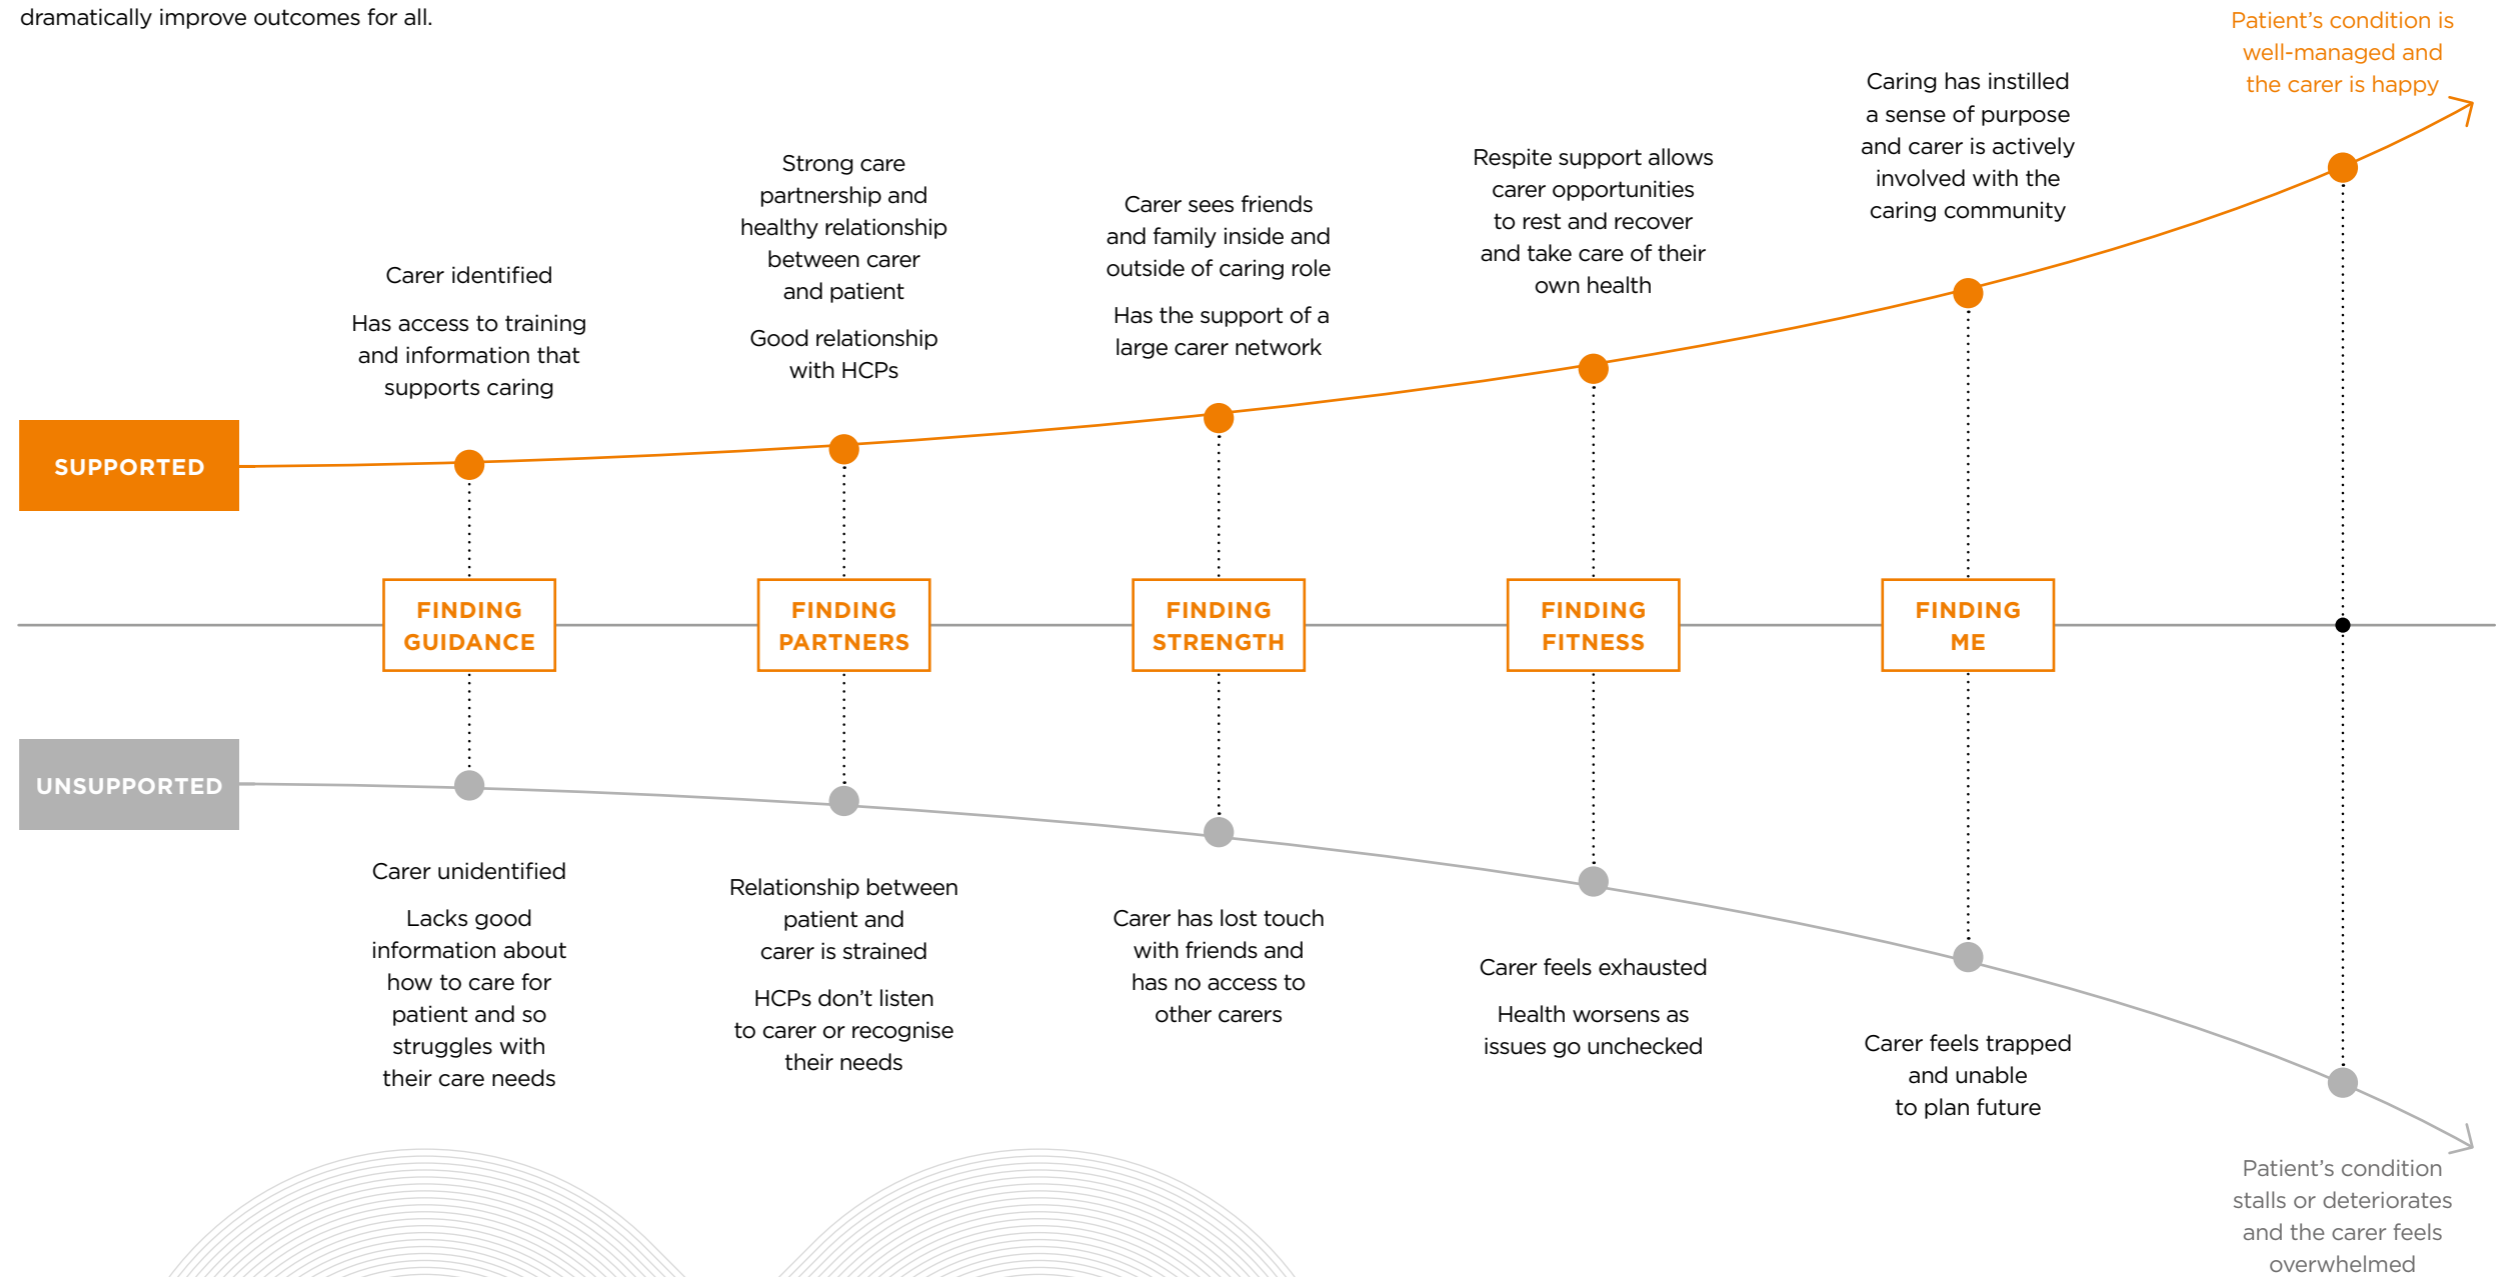 dramatically improve outcomes for all.
Patient’s condition is
well-managed and
the carer is happy
Caring has instilled
a sense of purpose
and carer is actively
involved with the
caring community
Respite support allows
carer opportunities
to rest and recover
and take care of their
own health
Carer sees friends
and family inside and
outside of caring role
Has the support of a
large carer network
Strong care
partnership and
healthy relationship
between carer
and patient
Good relationship
with HCPs
Carer identified
Has access to training
and information that
supports caring
SUPPORTED
FINDING
GUIDANCE
FINDING
PARTNERS
FINDING
STRENGTH
FINDING
FITNESS
FINDING
ME
UNSUPPORTED
Carer unidentified
Lacks good
information about
how to care for
patient and so
struggles with
their care needs
Relationship between
patient and
carer is strained
HCPs don’t listen
to carer or recognise
their needs
Carer has lost touch
with friends and
has no access to
other carers
Carer feels exhausted
Health worsens as
issues go unchecked
Carer feels trapped
and unable
to plan future
Patient’s condition
stalls or deteriorates
and the carer feels
overwhelmed